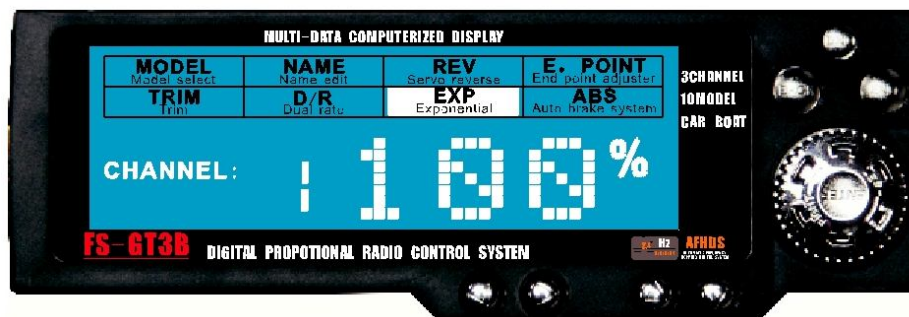 MULTI-DATA COMPUTERIZED DISPLAY
MODEL NAME REV E. POINT
Model select Name edit Servo reverse End point adjuster
TRIM D/R EXP ABS
Trim Dual rate Exponential Auto brake system
3CHANNEL
10MODEL
CAR BOAT
CHANNEL: 1 100%
FS-GT3B DIGITAL PROPOTIONAL RADIO CONTROL SYSTEM
Hz AFHDS